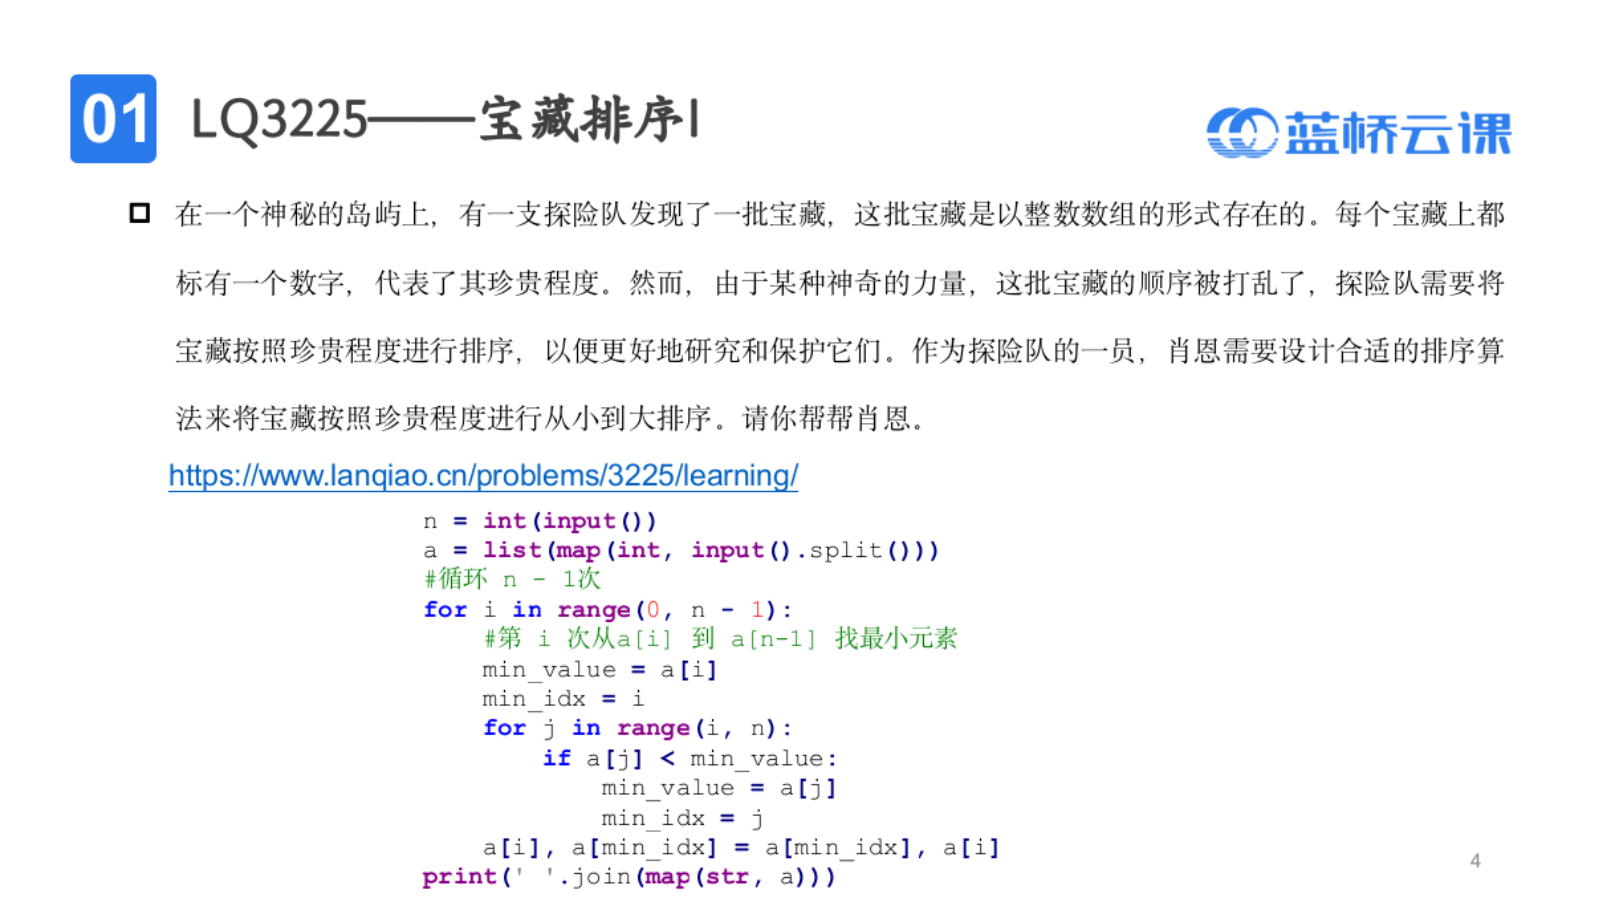 01 LQ3225——宝藏排序I
蓝桥云课
在一个神秘的岛屿上，有一支探险队发现了一批宝藏，这批宝藏是以整数数组的形式存在的。每个宝藏上都
标有一个数字，代表了其珍贵程度。然而，由于某种神奇的力量，这批宝藏的顺序被打乱了，探险队需要将
宝藏按照珍贵程度进行排序，以便更好地研究和保护它们。作为探险队的一员，肖恩需要设计合适的排序算
法来将宝藏按照珍贵程度进行从小到大排序。请你帮帮肖恩。
https://www.lanqiao.cn/problems/3225/learning/
n = int(input())
a = list(map(int, input().split()))
#循环 n - 1次
for i in range(0, n - 1):
    #第 i 次从a[i] 到 a[n-1] 找最小元素
    min_value = a[i]
    min_idx = i
    for j in range(i, n):
        if a[j] < min_value:
            min_value = a[j]
            min_idx = j
    a[i], a[min_idx] = a[min_idx], a[i]
print(' '.join(map(str, a)))
4